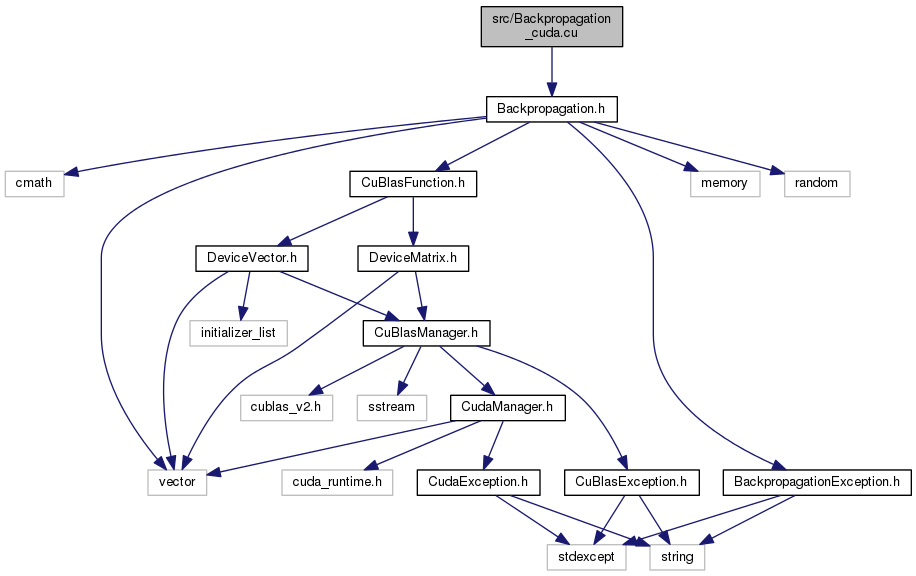 src/Backpropagation
_cuda.cu
Backpropagation.h
cmath
CuBlasFunction.h
memory
random
DeviceVector.h
DeviceMatrix.h
initializer_list
CuBlasManager.h
cublas_v2.h
sstream
CudaManager.h
vector
cuda_runtime.h
CudaException.h
CuBlasException.h
BackpropagationException.h
stdexcept
string